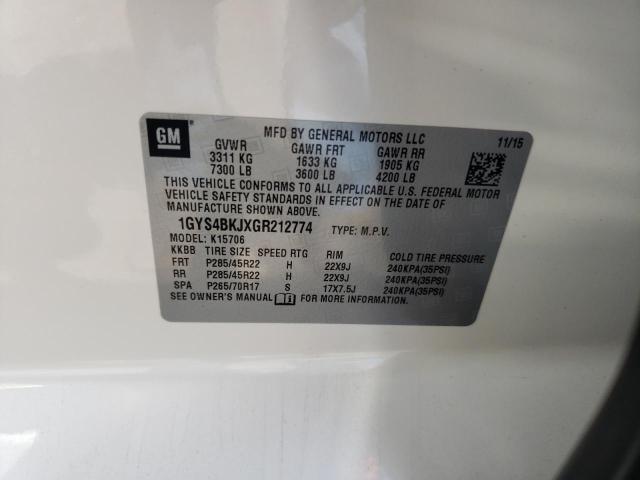 GM
MFD BY GENERAL MOTORS LLC 11/15
GVWR GAWR FRT GAWR RR
3311 KG 1633 KG 1905 KG
7300 LB 3600 LB 4200 LB
THIS VEHICLE CONFORMS TO ALL APPLICABLE U.S. FEDERAL MOTOR
VEHICLE SAFETY STANDARDS IN EFFECT ON THE DATE OF
MANUFACTURE SHOWN ABOVE.
1GYS4BKJXGR212774 TYPE: M.P.V.
MODEL: K15706
KKBB TIRE SIZE SPEED RTG RIM COLD TIRE PRESSURE
FRT P285/45R22 H 22X9J 240KPA(35PSI)
RR P285/45R22 H 22X9J 240KPA(35PSI)
SPA P265/70R17 S 17X7.5J 240KPA(35PSI)
SEE OWNER'S MANUAL FOR MORE INFORMATION.